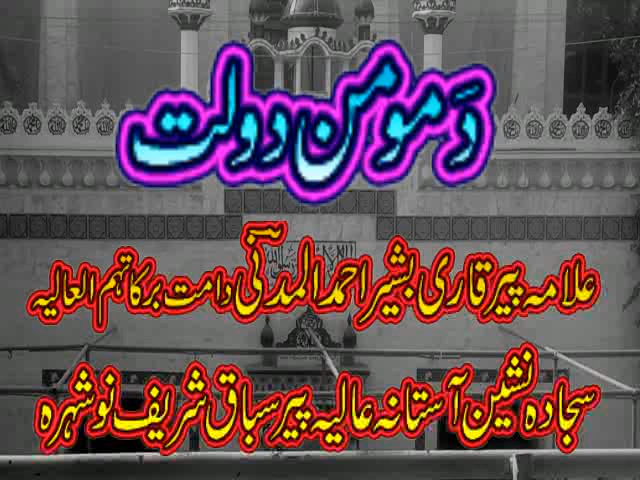 دَ مومن دولت
علامہ پیر قاری بشیر احمد المدنی دامت برکاتہم العالیہ
سجادہ نشین آستانہ عالیہ پیر سباق شریف نوشہرہ